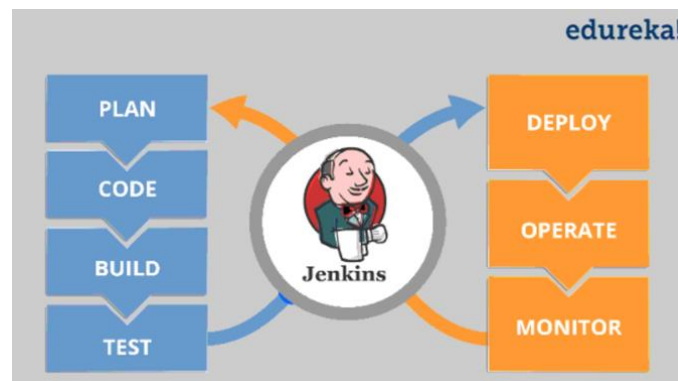 edureka!
PLAN
CODE
BUILD
TEST
Jenkins
DEPLOY
OPERATE
MONITOR